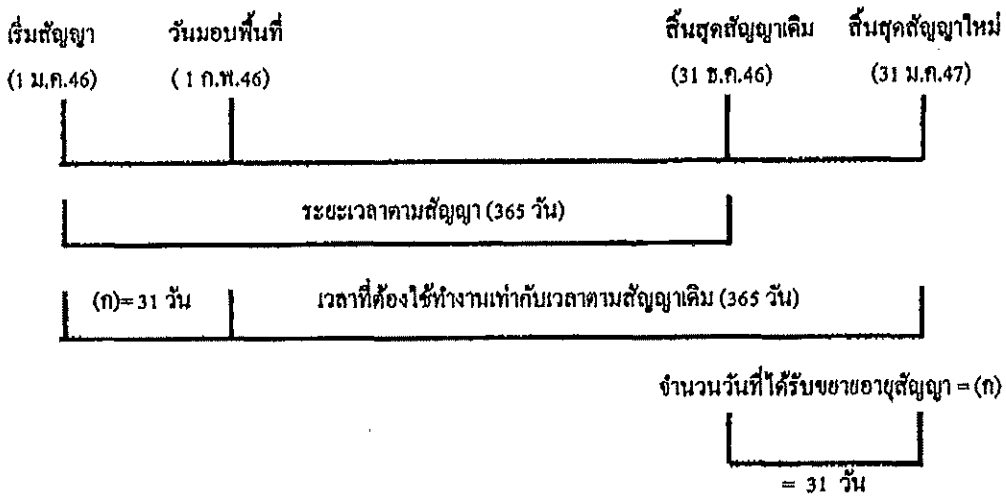 เริ่มสัญญา วันมอบพื้นที่ สิ้นสุดสัญญาเดิม สิ้นสุดสัญญาใหม่
(1 ม.ค.46) ( 1 ก.พ.46) (31 ธ.ค.46) (31 ม.ค.47)
ระยะเวลาตามสัญญา (365 วัน)
(ก)= 31 วัน เวลาที่ต้องใช้ทำงานเท่ากับเวลาตามสัญญาเดิม (365 วัน)
จำนวนวันที่ได้รับขยายอายุสัญญา = (ก)
= 31 วัน